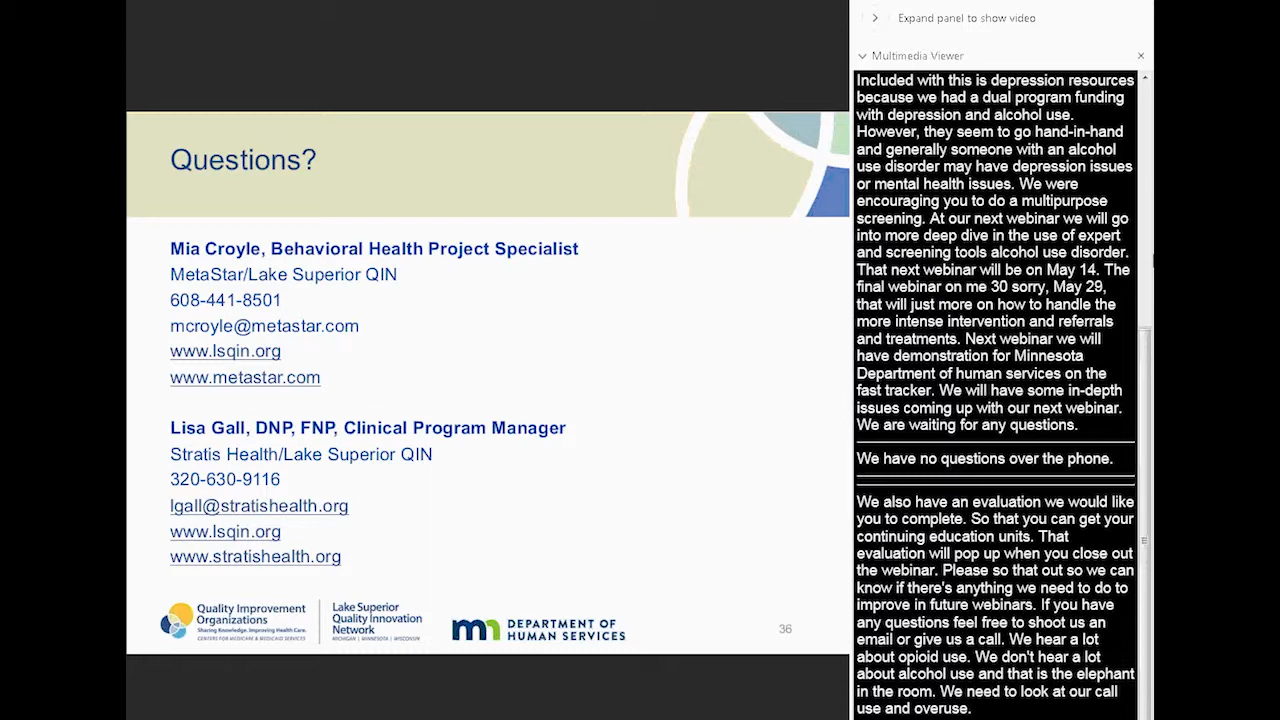 Questions?
Mia Croyle, Behavioral Health Project Specialist
MetaStar/Lake Superior QIN
608-441-8501
mcroyle@metastar.com
www.lsqin.org
www.metastar.com
Lisa Gall, DNP, FNP, Clinical Program Manager
Stratis Health/Lake Superior QIN
320-630-9116
lgall@stratishealth.org
www.lsqin.org
www.stratishealth.org
Quality Improvement
Organizations
Sharing Knowledge. Improving Health Care.
CENTERS FOR MEDICARE & MEDICAID SERVICES
Lake Superior
Quality Innovation
Network
MICHIGAN | MINNESOTA | WISCONSIN
mn DEPARTMENT OF
HUMAN SERVICES
36
Expand panel to show video
Multimedia Viewer
Included with this is depression resources
because we had a dual program funding
with depression and alcohol use.
However, they seem to go hand-in-hand
and generally someone with an alcohol
use disorder may have depression issues
or mental health issues. We were
encouraging you to do a multipurpose
screening. At our next webinar we will go
into more deep dive in the use of expert
and screening tools alcohol use disorder.
That next webinar will be on May 14. The
final webinar on me 30 sorry, May 29,
that will just more on how to handle the
more intense intervention and referrals
and treatments. Next webinar we will
have demonstration for Minnesota
Department of human services on the
fast tracker. We will have some in-depth
issues coming up with our next webinar.
We are waiting for any questions.
We have no questions over the phone.
We also have an evaluation we would like
you to complete. So that you can get your
continuing education units. That
evaluation will pop up when you close out
the webinar. Please so that out so we can
know if there's anything we need to do to
improve in future webinars. If you have
any questions feel free to shoot us an
email or give us a call. We hear a lot
about opioid use. We don't hear a lot
about alcohol use and that is the elephant
in the room. We need to look at our call
use and overuse.